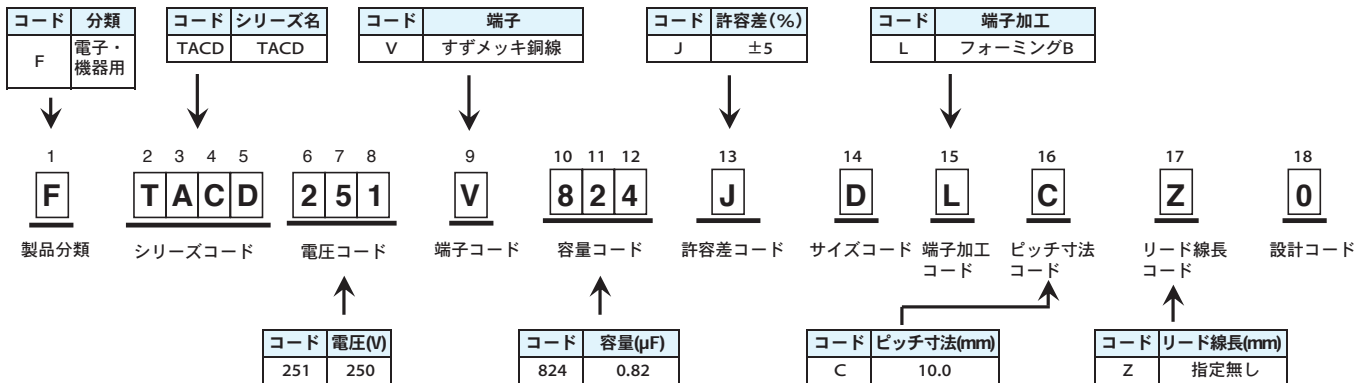 コード 分類 コード シリーズ名 コード 端子 コード 許容差(%) コード 端子加工
F 電子・機器用 TACD TACD V すずメッキ銅線 J ±5 L フォーミングB
1 2 3 4 5 6 7 8 9 10 11 12 13 14 15 16 17 18
F T A C D 2 5 1 V 8 2 4 J D L C Z 0
製品分類 シリーズコード 電圧コード 端子コード 容量コード 許容差コード サイズコード 端子加工コード ピッチ寸法コード リード線長コード 設計コード
コード 電圧(V) コード 容量(μF) コード ピッチ寸法(mm) コード リード線長(mm)
251 250 824 0.82 C 10.0 Z 指定無し